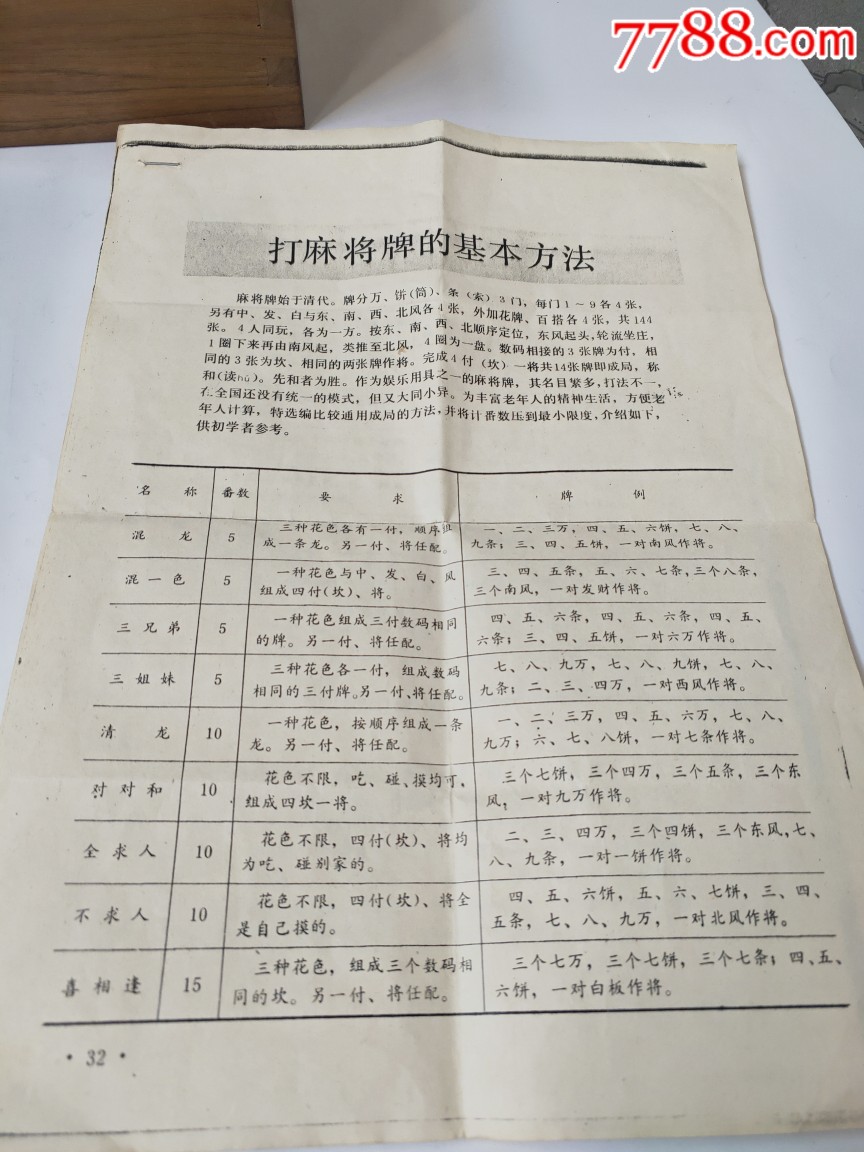 7788.com
打麻将牌的基本方法
麻将牌始于清代。牌分万、饼(筒)、条(索)3门，每门1～9各4张，
另有中、发、白与东、南、西、北风各4张，外加花牌、百搭各4张，共144
张。4人同玩，各为一方。按东、南、西、北顺序定位，东风起头，轮流坐庄，
1圈下来再由南风起，类推至北风，4圈为一盘。数码相接的3张牌为付，相
同的3张为坎、相同的两张牌作将。完成4付(坎)一将共14张牌即成局，称
和(读hú)。先和者为胜。作为娱乐用具之一的麻将牌，其名目繁多，打法不一，
在全国还没有统一的模式，但又大同小异。为丰富老年人的精神生活，方便老
年人计算，特选编比较通用成局的方法，并将计番数压到最小限度，介绍如下，
供初学者参考。
名 称 番数 要 求 牌 例
混 龙 5 三种花色各有一付，顺序组 一、二、三万，四、五、六饼，七、八、
成一条龙。另一付、将任配。 九条；三、四、五饼，一对南风作将。
混一色 5 一种花色与中、发、白、风 三、四、五条，五、六、七条，三个八条，
组成四付(坎)、将。 三个南风，一对发财作将。
三兄弟 5 一种花色组成三付数码相同 四、五、六条，四、五、六条，四、五、
的牌。另一付、将任配。 六条；三、四、五饼，一对六万作将。
三姐妹 5 三种花色各一付，组成数码 七、八、九万，七、八、九饼，七、八、
相同的三付牌。另一付、将任配。 九条；二、三、四万，一对西风作将。
清 龙 10 一种花色，按顺序组成一条 一、二、三万，四、五、六万，七、八、
龙。另一付、将任配。 九万；六、七、八饼，一对七条作将。
对对和 10 花色不限，吃、碰、摸均可， 三个七饼，三个四万，三个五条，三个东
组成四坎一将。 风，一对九万作将。
全求人 10 花色不限，四付(坎)、将均 二、三、四万，三个四饼，三个东风，七、
为吃、碰别家的。 八、九条，一对一饼作将。
不求人 10 花色不限，四付(坎)、将全 四、五、六饼，五、六、七饼，三、四、
是自己摸的。 五条，七、八、九万，一对北风作将。
喜相逢 15 三种花色，组成三个数码相 三个七万，三个七饼，三个七条；四、五、
同的坎。另一付、将任配。 六饼，一对白板作将。
· 32 ·